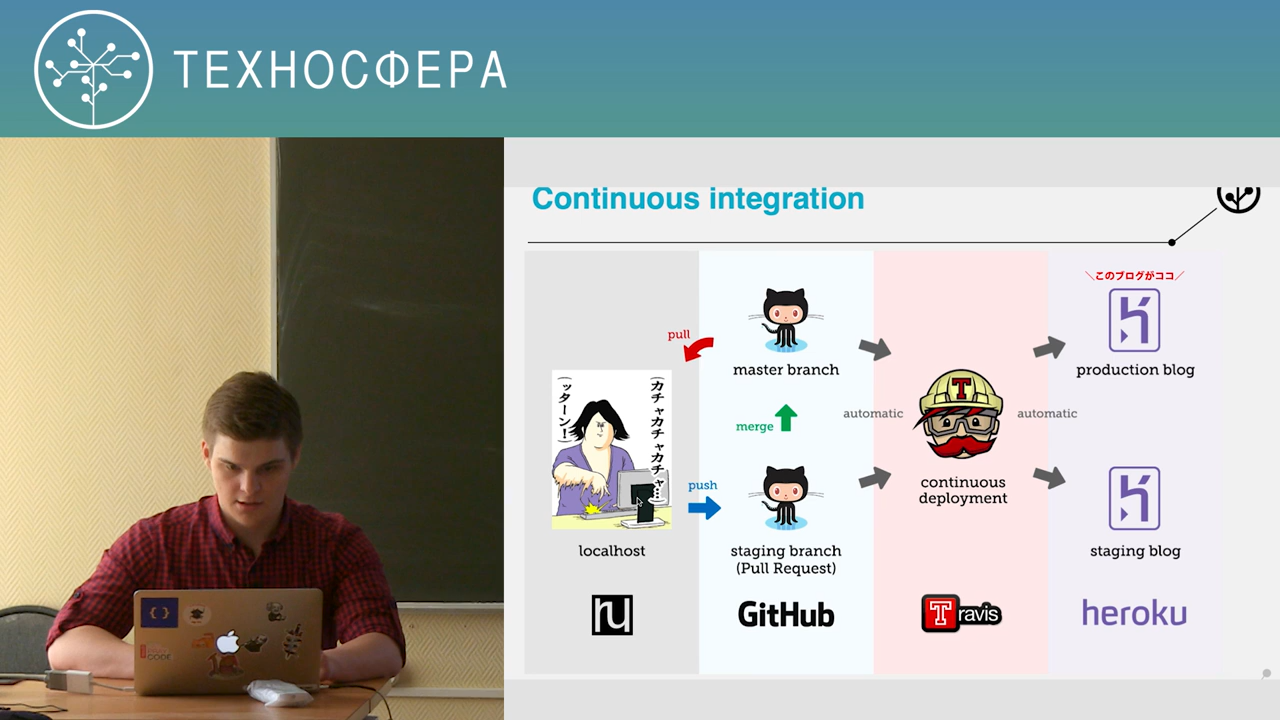 ТЕХНОСФЕРА
Continuous integration
＼このブログがココ／
pull
master branch
production blog
(カチャカチャカチャ…
(ッターン！)
merge
automatic
automatic
push
continuous
deployment
localhost
staging branch
(Pull Request)
staging blog
ru
GitHub
Travis
heroku
{ }
CODE